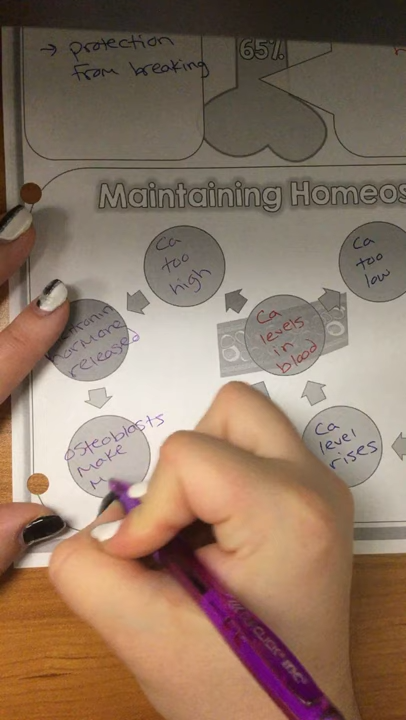 → protection
from breaking
65%
Maintaining Homeos
Ca
too
high
Ca
too
low
hormone
released
Ca
levels
in
blood
osteoblasts
make
Ca
level
rises